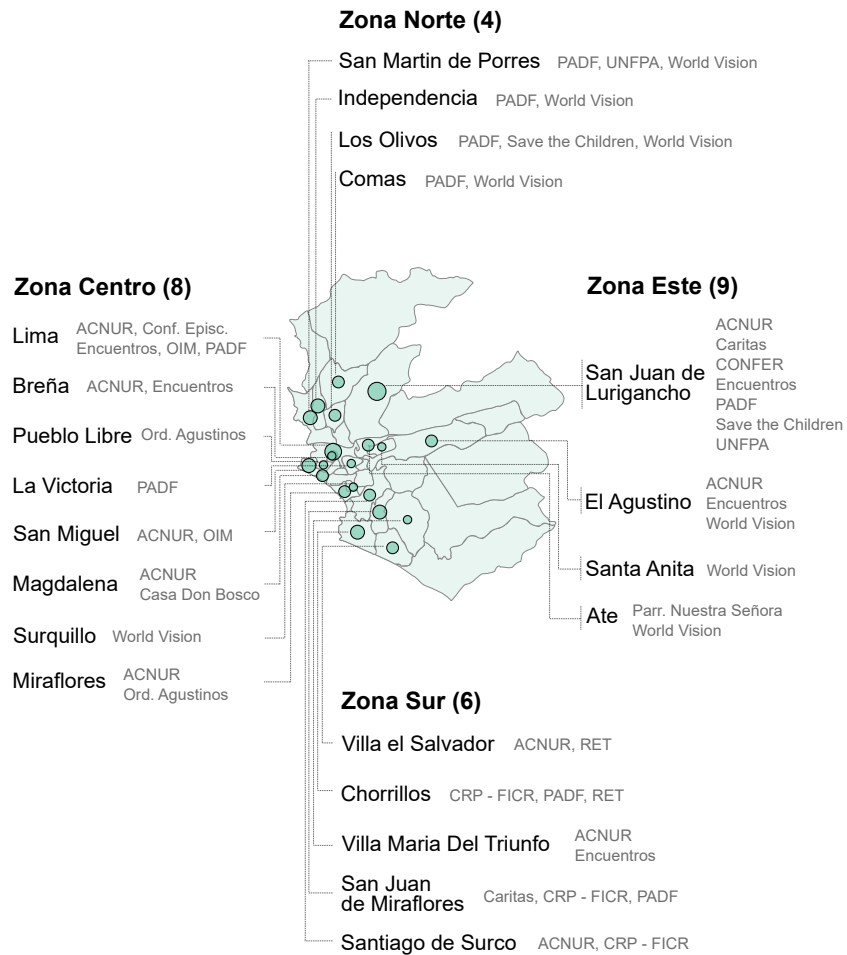 Zona Norte (4)
San Martin de Porres PADF, UNFPA, World Vision
Independencia PADF, World Vision
Los Olivos PADF, Save the Children, World Vision
Comas PADF, World Vision
Zona Centro (8)
Lima ACNUR, Conf. Episc.
Encuentros, OIM, PADF
Breña ACNUR, Encuentros
Pueblo Libre Ord. Agustinos
La Victoria PADF
San Miguel ACNUR, OIM
Magdalena ACNUR
Casa Don Bosco
Surquillo World Vision
Miraflores ACNUR
Ord. Agustinos
Zona Este (9)
San Juan de
Lurigancho
ACNUR
Caritas
CONFER
Encuentros
PADF
Save the Children
UNFPA
El Agustino ACNUR
Encuentros
World Vision
Santa Anita World Vision
Ate Parr. Nuestra Señora
World Vision
Zona Sur (6)
Villa el Salvador ACNUR, RET
Chorrillos CRP - FICR, PADF, RET
Villa Maria Del Triunfo ACNUR
Encuentros
San Juan
de Miraflores Caritas, CRP - FICR, PADF
Santiago de Surco ACNUR, CRP - FICR